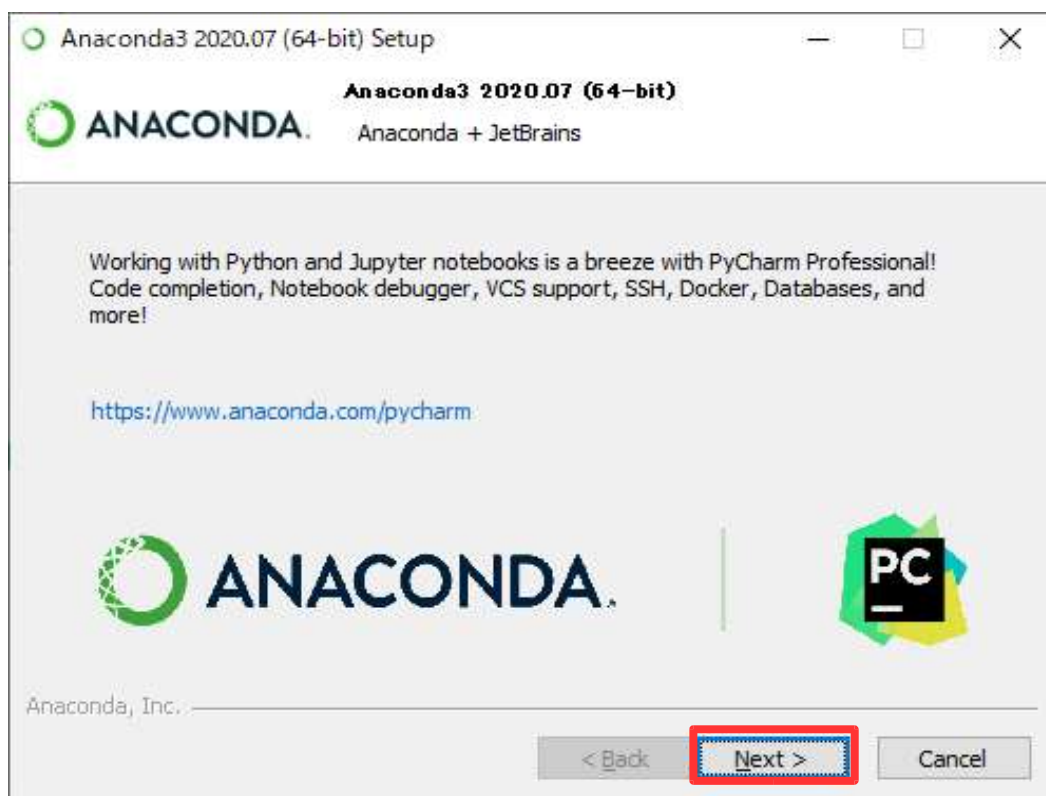 Anaconda3 2020.07 (64-bit) Setup
Anaconda3 2020.07 (64-bit)
ANACONDA.
Anaconda + JetBrains
Working with Python and Jupyter notebooks is a breeze with PyCharm Professional!
Code completion, Notebook debugger, VCS support, SSH, Docker, Databases, and
more!
https://www.anaconda.com/pycharm
ANACONDA.
PC
Anaconda, Inc.
< Back
Next >
Cancel